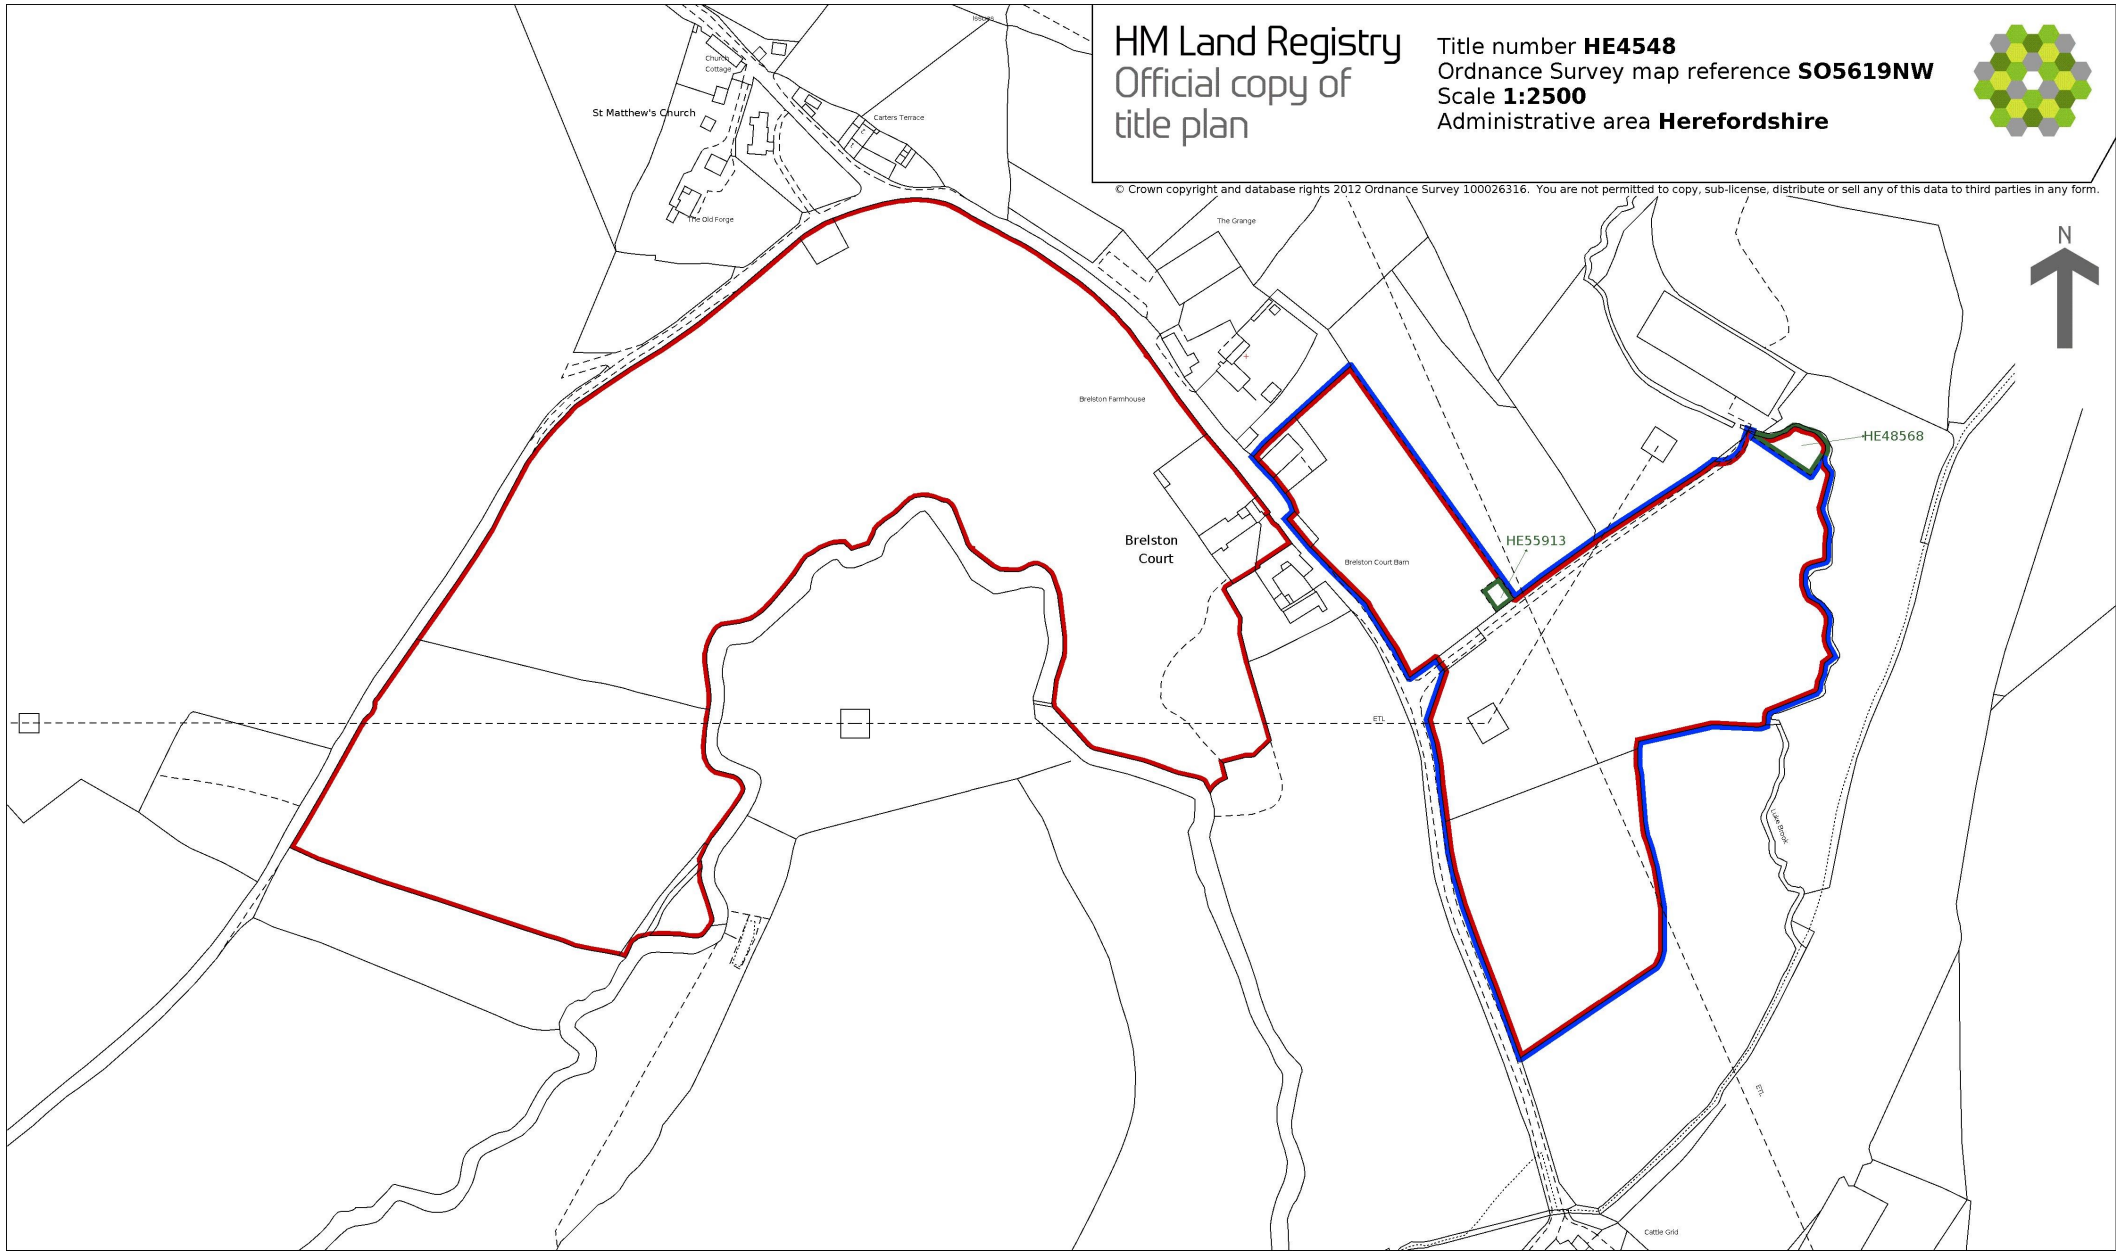 HM Land Registry
Official copy of
title plan
Title number HE4548
Ordnance Survey map reference SO5619NW
Scale 1:2500
Administrative area Herefordshire
© Crown copyright and database rights 2012 Ordnance Survey 100026316. You are not permitted to copy, sub-license, distribute or sell any of this data to third parties in any form.
N
Issues
Church
Cottage
St Matthew's Church
Carters Terrace
The Old Forge
The Grange
Brelston Farmhouse
HE48568
Brelston
Court
HE55913
Brelston Court Barn
ETL
Luke Brook
ETL
Cattle Grid